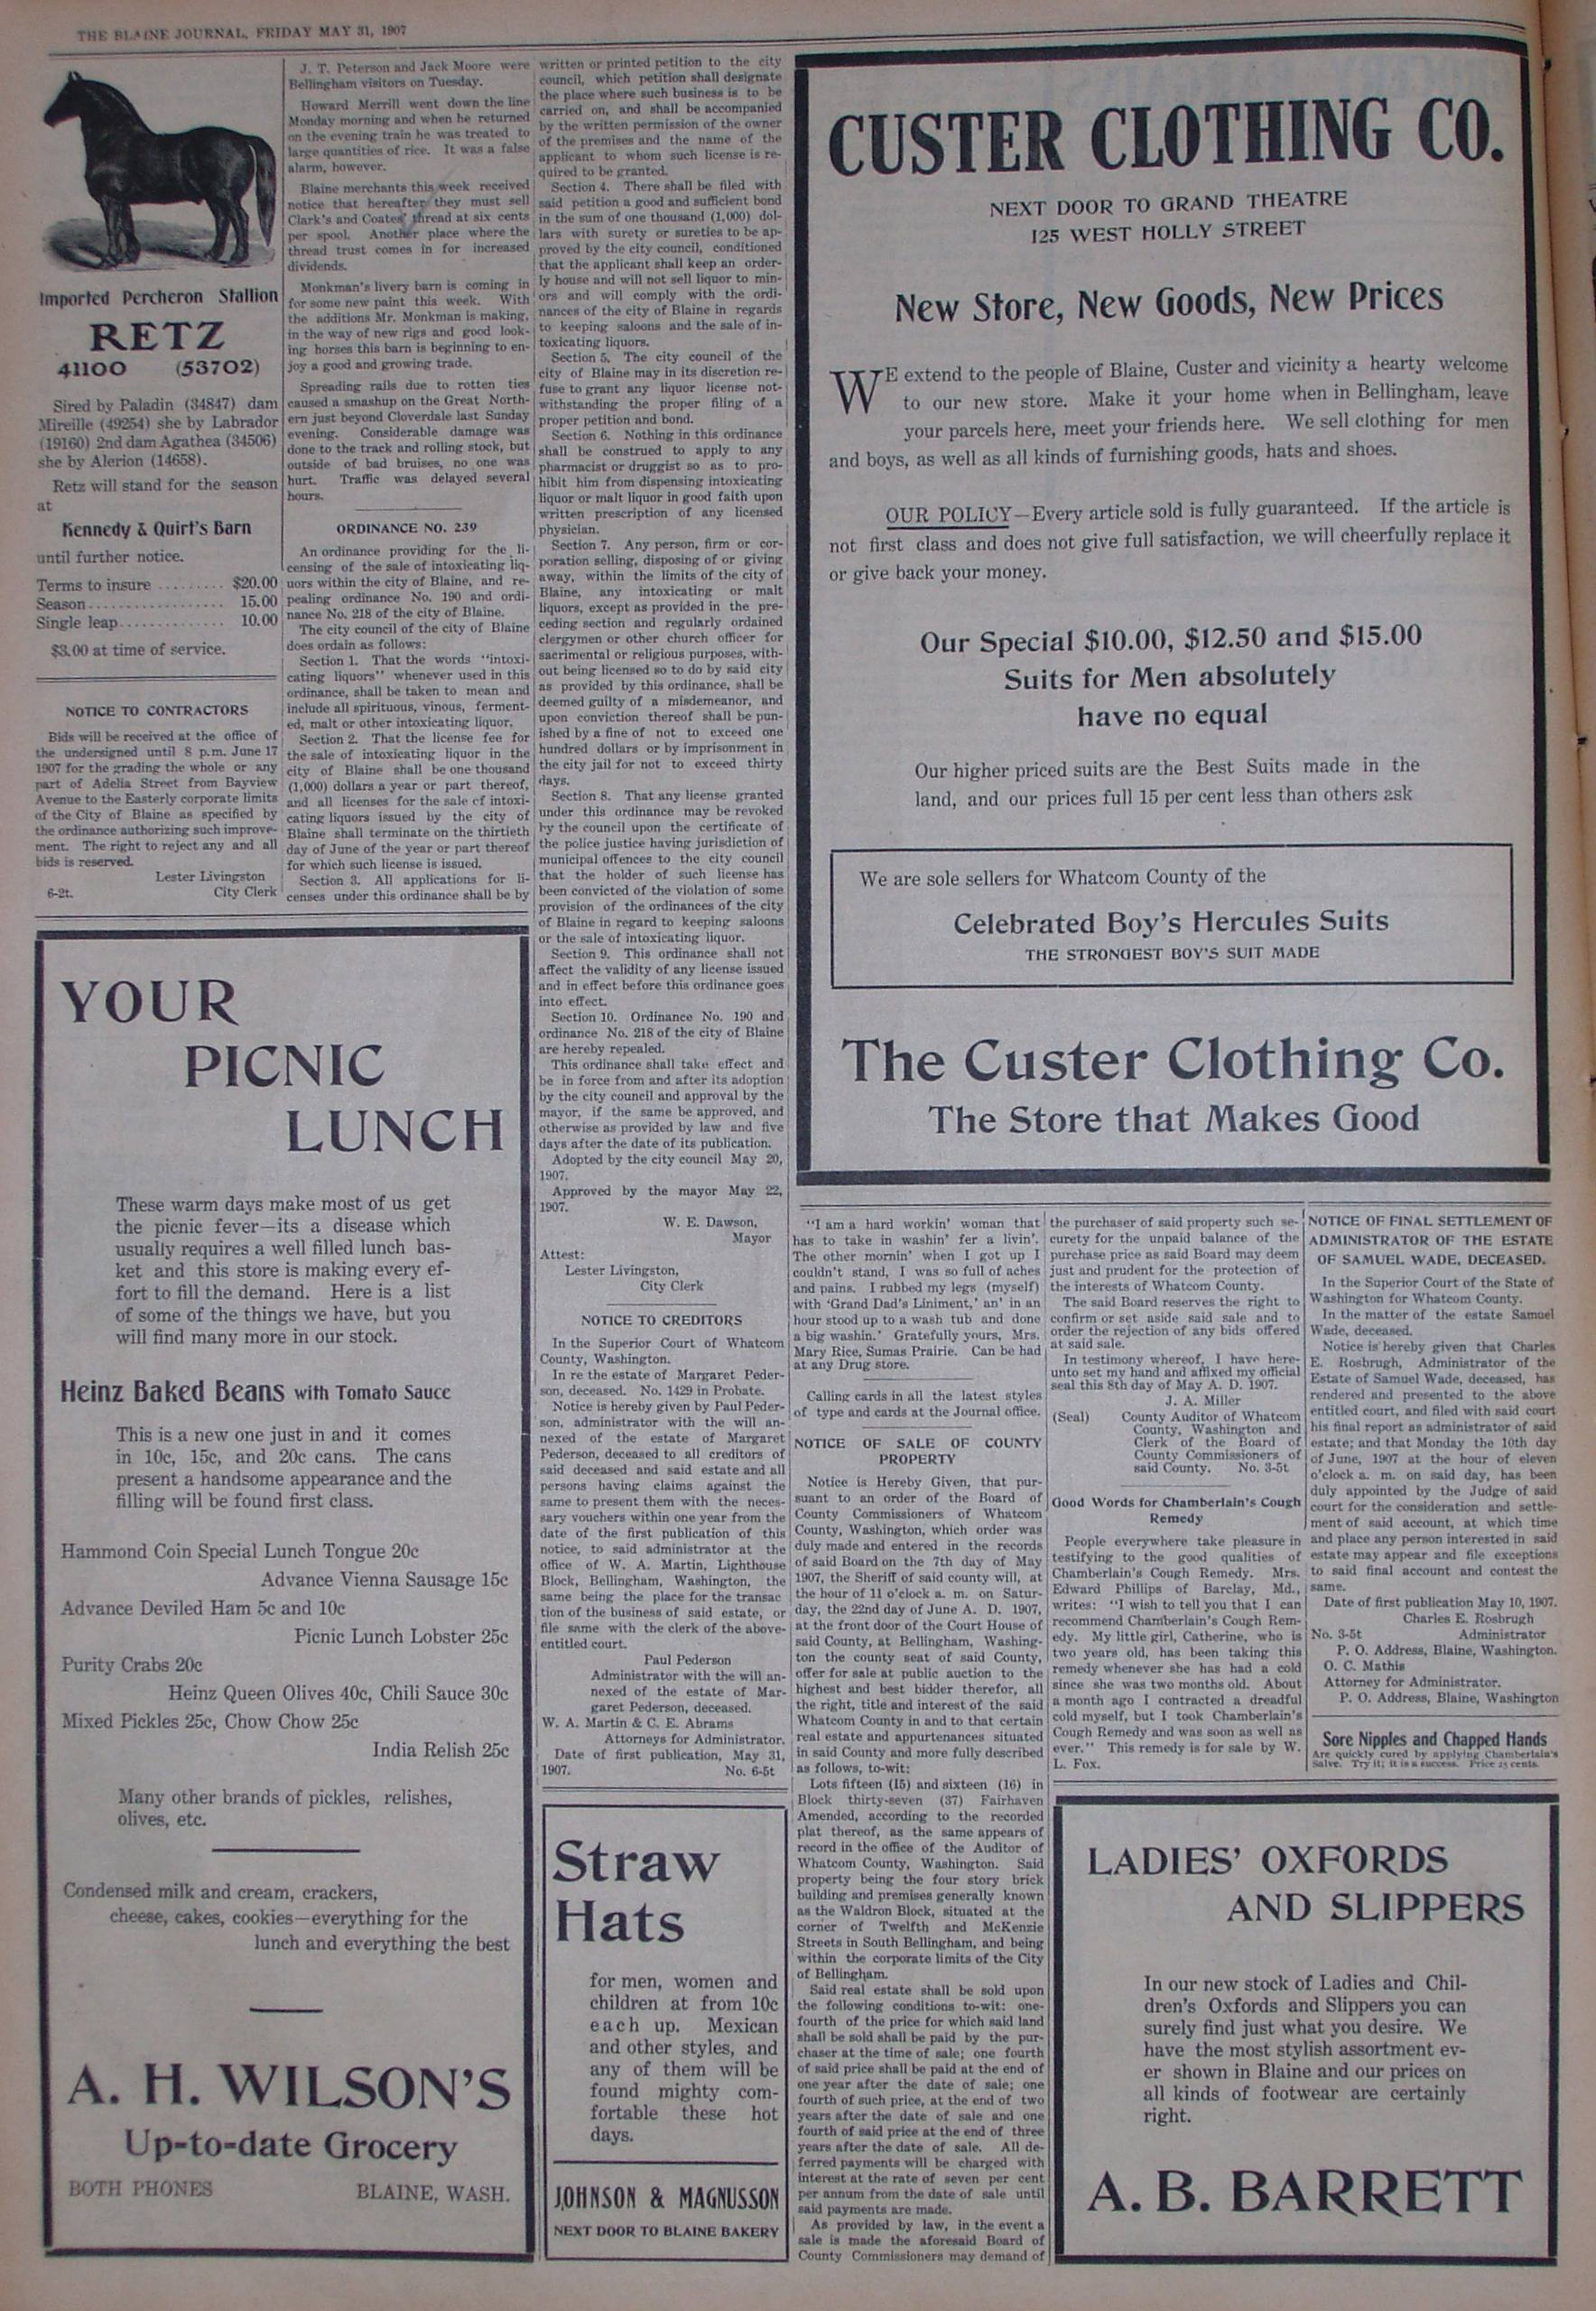 THE BLAINE JOURNAL, FRIDAY MAY 31, 1907
Imported Percheron Stallion
RETZ
41100 (53702)
Sired by Paladin (34847) dam
Mireille (49254) she by Labrador
(19160) 2nd dam Agathea (34506)
she by Alerion (14658).
Retz will stand for the season
at
Kennedy & Quirt's Barn
until further notice.
Terms to insure ......... $20.00
Season.................. 15.00
Single leap.............. 10.00
$3.00 at time of service.
NOTICE TO CONTRACTORS
Bids will be received at the office of
the undersigned until 8 p.m. June 17
1907 for the grading the whole or any
part of Adelia Street from Bayview
Avenue to the Easterly corporate limits
of the City of Blaine as specified by
the ordinance authorizing such improve-
ment. The right to reject any and all
bids is reserved.
Lester Livingston
6-2t. City Clerk
J. T. Peterson and Jack Moore were
Bellingham visitors on Tuesday.
Howard Merrill went down the line
Monday morning and when he returned
on the evening train he was treated to
large quantities of rice. It was a false
alarm, however.
Blaine merchants this week received
notice that hereafter they must sell
Clark's and Coates' thread at six cents
per spool. Another place where the
thread trust comes in for increased
dividends.
Monkman's livery barn is coming in
for some new paint this week. With
the additions Mr. Monkman is making,
in the way of new rigs and good look-
ing horses this barn is beginning to en-
joy a good and growing trade.
Spreading rails due to rotten ties
caused a smashup on the Great North-
ern just beyond Cloverdale last Sunday
evening. Considerable damage was
done to the track and rolling stock, but
outside of bad bruises, no one was
hurt. Traffic was delayed several
hours.
ORDINANCE NO. 239
An ordinance providing for the li-
censing of the sale of intoxicating liq-
uors within the city of Blaine, and re-
pealing ordinance No. 190 and ordi-
nance No. 218 of the city of Blaine.
The city council of the city of Blaine
does ordain as follows:
Section 1. That the words "intoxi-
cating liquors" whenever used in this
ordinance, shall be taken to mean and
include all spirituous, vinous, ferment-
ed, malt or other intoxicating liquor.
Section 2. That the license fee for
the sale of intoxicating liquor in the
city of Blaine shall be one thousand
(1,000) dollars a year or part thereof,
and all licenses for the sale of intoxi-
cating liquors issued by the city of
Blaine shall terminate on the thirtieth
day of June of the year or part thereof
for which such license is issued.
Section 3. All applications for li-
censes under this ordinance shall be by
written or printed petition to the city
council, which petition shall designate
the place where such business is to be
carried on, and shall be accompanied
by the written permission of the owner
of the premises and the name of the
applicant to whom such license is re-
quired to be granted.
Section 4. There shall be filed with
said petition a good and sufficient bond
in the sum of one thousand (1,000) dol-
lars with surety or sureties to be ap-
proved by the city council, conditioned
that the applicant shall keep an order-
ly house and will not sell liquor to min-
ors and will comply with the ordi-
nances of the city of Blaine in regards
to keeping saloons and the sale of in-
toxicating liquors.
Section 5. The city council of the
city of Blaine may in its discretion re-
fuse to grant any liquor license not-
withstanding the proper filing of a
proper petition and bond.
Section 6. Nothing in this ordinance
shall be construed to apply to any
pharmacist or druggist so as to pro-
hibit him from dispensing intoxicating
liquor or malt liquor in good faith upon
written prescription of any licensed
physician.
Section 7. Any person, firm or cor-
poration selling, disposing of or giving
away, within the limits of the city of
Blaine, any intoxicating or malt
liquors, except as provided in the pre-
ceding section and regularly ordained
clergymen or other church officer for
sacrimental or religious purposes, with-
out being licensed so to do by said city
as provided by this ordinance, shall be
deemed guilty of a misdemeanor, and
upon conviction thereof shall be pun-
ished by a fine of not to exceed one
hundred dollars or by imprisonment in
the city jail for not to exceed thirty
days.
Section 8. That any license granted
under this ordinance may be revoked
by the council upon the certificate of
the police justice having jurisdiction of
municipal offences to the city council
that the holder of such license has
been convicted of the violation of some
provision of the ordinances of the city
of Blaine in regard to keeping saloons
or the sale of intoxicating liquor.
Section 9. This ordinance shall not
affect the validity of any license issued
and in effect before this ordinance goes
into effect.
Section 10. Ordinance No. 190 and
ordinance No. 218 of the city of Blaine
are hereby repealed.
This ordinance shall take effect and
be in force from and after its adoption
by the city council and approval by the
mayor, if the same be approved, and
otherwise as provided by law and five
days after the date of its publication.
Adopted by the city council May 20,
1907.
Approved by the mayor May 22,
1907.
W. E. Dawson,
Mayor
Attest:
Lester Livingston,
City Clerk
NOTICE TO CREDITORS
In the Superior Court of Whatcom
County, Washington.
In re the estate of Margaret Peder-
son, deceased. No. 1429 in Probate.
Notice is hereby given by Paul Peder-
son, administrator with the will an-
nexed of the estate of Margaret
Pederson, deceased to all creditors of
said deceased and said estate and all
persons having claims against the
same to present them with the neces-
sary vouchers within one year from the
date of the first publication of this
notice, to said administrator at the
office of W. A. Martin, Lighthouse
Block, Bellingham, Washington, the
same being the place for the transac
tion of the business of said estate, or
file same with the clerk of the above-
entitled court.
Paul Pederson
Administrator with the will an-
nexed of the estate of Mar-
garet Pederson, deceased.
W. A. Martin & C. E. Abrams
Attorneys for Administrator.
Date of first publication, May 31,
1907. No. 6-5t
CUSTER CLOTHING CO.
NEXT DOOR TO GRAND THEATRE
125 WEST HOLLY STREET
New Store, New Goods, New Prices
WE extend to the people of Blaine, Custer and vicinity a hearty welcome
to our new store. Make it your home when in Bellingham, leave
your parcels here, meet your friends here. We sell clothing for men
and boys, as well as all kinds of furnishing goods, hats and shoes.
OUR POLICY—Every article sold is fully guaranteed. If the article is
not first class and does not give full satisfaction, we will cheerfully replace it
or give back your money.
Our Special $10.00, $12.50 and $15.00
Suits for Men absolutely
have no equal
Our higher priced suits are the Best Suits made in the
land, and our prices full 15 per cent less than others ask
We are sole sellers for Whatcom County of the
Celebrated Boy's Hercules Suits
THE STRONGEST BOY'S SUIT MADE
The Custer Clothing Co.
The Store that Makes Good
YOUR
PICNIC
LUNCH
These warm days make most of us get
the picnic fever—its a disease which
usually requires a well filled lunch bas-
ket and this store is making every ef-
fort to fill the demand. Here is a list
of some of the things we have, but you
will find many more in our stock.
Heinz Baked Beans with Tomato Sauce
This is a new one just in and it comes
in 10c, 15c, and 20c cans. The cans
present a handsome appearance and the
filling will be found first class.
Hammond Coin Special Lunch Tongue 20c
Advance Vienna Sausage 15c
Advance Deviled Ham 5c and 10c
Picnic Lunch Lobster 25c
Purity Crabs 20c
Heinz Queen Olives 40c, Chili Sauce 30c
Mixed Pickles 25c, Chow Chow 25c
India Relish 25c
Many other brands of pickles, relishes,
olives, etc.
Condensed milk and cream, crackers,
cheese, cakes, cookies—everything for the
lunch and everything the best
A. H. WILSON'S
Up-to-date Grocery
BOTH PHONES BLAINE, WASH.
Straw
Hats
for men, women and
children at from 10c
each up. Mexican
and other styles, and
any of them will be
found mighty com-
fortable these hot
days.
JOHNSON & MAGNUSSON
NEXT DOOR TO BLAINE BAKERY
"I am a hard workin' woman that
has to take in washin' fer a livin'.
The other mornin' when I got up I
couldn't stand, I was so full of aches
and pains. I rubbed my legs (myself)
with 'Grand Dad's Liniment,' an' in an
hour stood up to a wash tub and done
a big washin.' Gratefully yours, Mrs.
Mary Rice, Sumas Prairie. Can be had
at any Drug store.
Calling cards in all the latest styles
of type and cards at the Journal office.
NOTICE OF SALE OF COUNTY
PROPERTY
Notice is Hereby Given, that pur-
suant to an order of the Board of
County Commissioners of Whatcom
County, Washington, which order was
duly made and entered in the records
of said Board on the 7th day of May
1907, the Sheriff of said county will, at
the hour of 11 o'clock a. m. on Satur-
day, the 22nd day of June A. D. 1907,
at the front door of the Court House of
said County, at Bellingham, Washing-
ton the county seat of said County,
offer for sale at public auction to the
highest and best bidder therefor, all
the right, title and interest of the said
Whatcom County in and to that certain
real estate and appurtenances situated
in said County and more fully described
as follows, to-wit:
Lots fifteen (15) and sixteen (16) in
Block thirty-seven (37) Fairhaven
Amended, according to the recorded
plat thereof, as the same appears of
record in the office of the Auditor of
Whatcom County, Washington. Said
property being the four story brick
building and premises generally known
as the Waldron Block, situated at the
corner of Twelfth and McKenzie
Streets in South Bellingham, and being
within the corporate limits of the City
of Bellingham.
Said real estate shall be sold upon
the following conditions to-wit: one-
fourth of the price for which said land
shall be sold shall be paid by the pur-
chaser at the time of sale; one fourth
of said price shall be paid at the end of
one year after the date of sale; one
fourth of such price, at the end of two
years after the date of sale and one
fourth of said price at the end of three
years after the date of sale. All de-
ferred payments will be charged with
interest at the rate of seven per cent
per annum from the date of sale until
said payments are made.
As provided by law, in the event a
sale is made the aforesaid Board of
County Commissioners may demand of
the purchaser of said property such se-
curety for the unpaid balance of the
purchase price as said Board may deem
just and prudent for the protection of
the interests of Whatcom County.
The said Board reserves the right to
confirm or set aside said sale and to
order the rejection of any bids offered
at said sale.
In testimony whereof, I have here-
unto set my hand and affixed my official
seal this 8th day of May A. D. 1907.
J. A. Miller
(Seal) County Auditor of Whatcom
County, Washington and
Clerk of the Board of
County Commissioners of
said County. No. 3-5t
Good Words for Chamberlain's Cough
Remedy
People everywhere take pleasure in
testifying to the good qualities of
Chamberlain's Cough Remedy. Mrs.
Edward Phillips of Barclay, Md.,
writes: "I wish to tell you that I can
recommend Chamberlain's Cough Rem-
edy. My little girl, Catherine, who is
two years old, has been taking this
remedy whenever she has had a cold
since she was two months old. About
a month ago I contracted a dreadful
cold myself, but I took Chamberlain's
Cough Remedy and was soon as well as
ever." This remedy is for sale by W.
L. Fox.
NOTICE OF FINAL SETTLEMENT OF
ADMINISTRATOR OF THE ESTATE
OF SAMUEL WADE, DECEASED.
In the Superior Court of the State of
Washington for Whatcom County.
In the matter of the estate Samuel
Wade, deceased.
Notice is hereby given that Charles
E. Rosbrugh, Administrator of the
Estate of Samuel Wade, deceased, has
rendered and presented to the above
entitled court, and filed with said court
his final report as administrator of said
estate; and that Monday the 10th day
of June, 1907 at the hour of eleven
o'clock a. m. on said day, has been
duly appointed by the Judge of said
court for the consideration and settle-
ment of said account, at which time
and place any person interested in said
estate may appear and file exceptions
to said final account and contest the
same.
Date of first publication May 10, 1907.
Charles E. Rosbrugh
No. 3-5t Administrator
P. O. Address, Blaine, Washington.
O. C. Mathis
Attorney for Administrator.
P. O. Address, Blaine, Washington
Sore Nipples and Chapped Hands
Are quickly cured by applying Chamberlain's
Salve. Try it; it is a success. Price 25 cents.
LADIES' OXFORDS
AND SLIPPERS
In our new stock of Ladies and Chil-
dren's Oxfords and Slippers you can
surely find just what you desire. We
have the most stylish assortment ev-
er shown in Blaine and our prices on
all kinds of footwear are certainly
right.
A. B. BARRETT